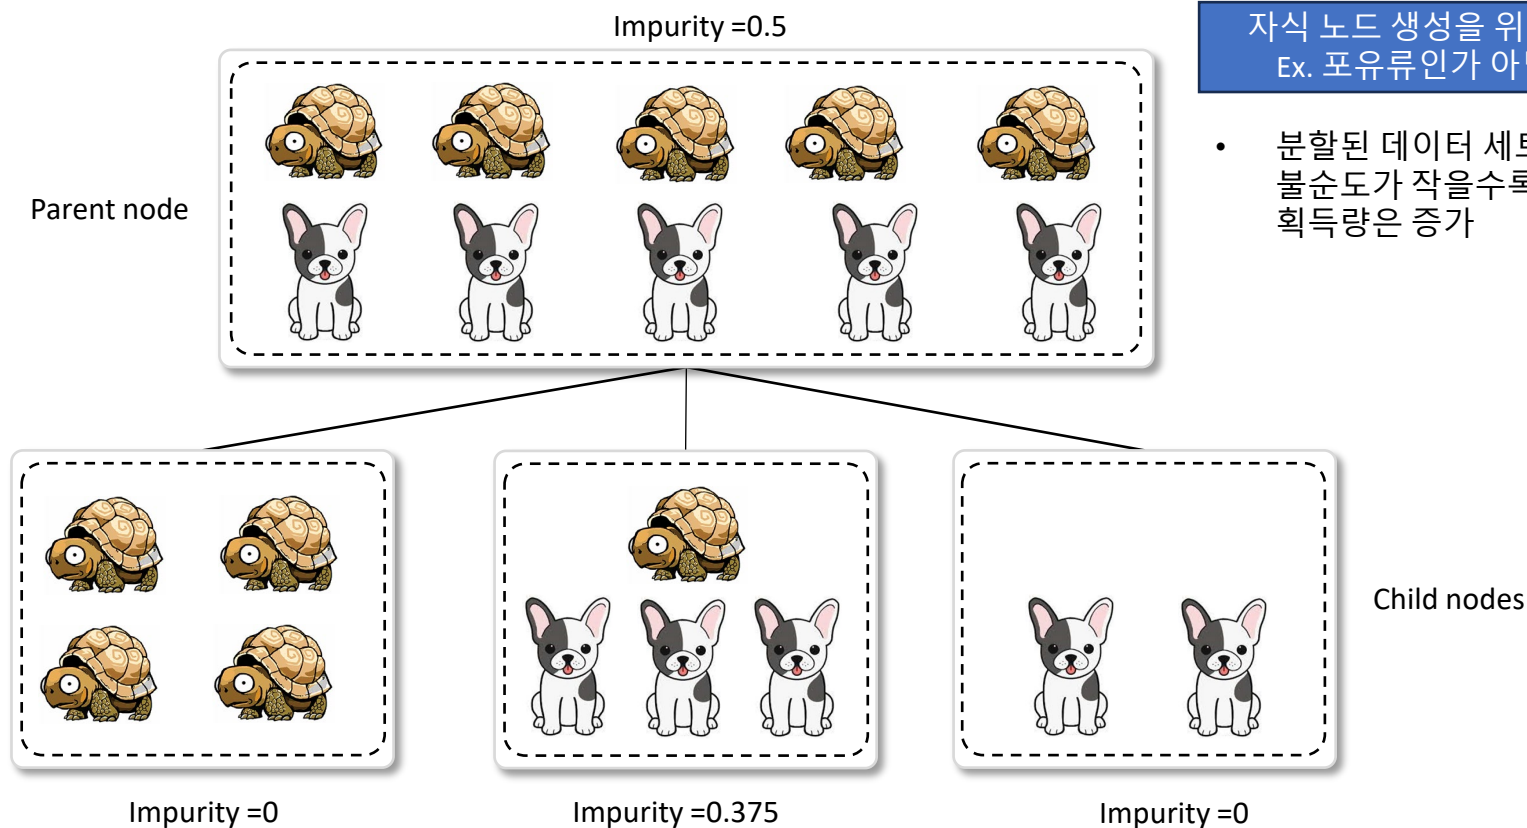 Impurity =0.5
자식 노드 생성을 위
Ex. 포유류인가
Parent node
• 분할된 데이터
불순도가 작을수록
획득량은 증가
Child nodes
Impurity =0
Impurity =0.375
Impurity =0